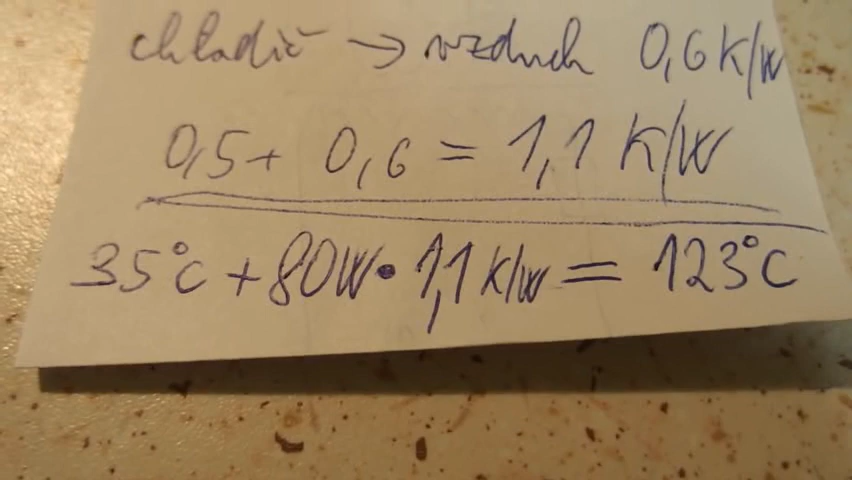 chladič → vzduch 0,6 K/W
0,5 + 0,6 = 1,1 K/W
35°C + 80W • 1,1 K/W = 123°C